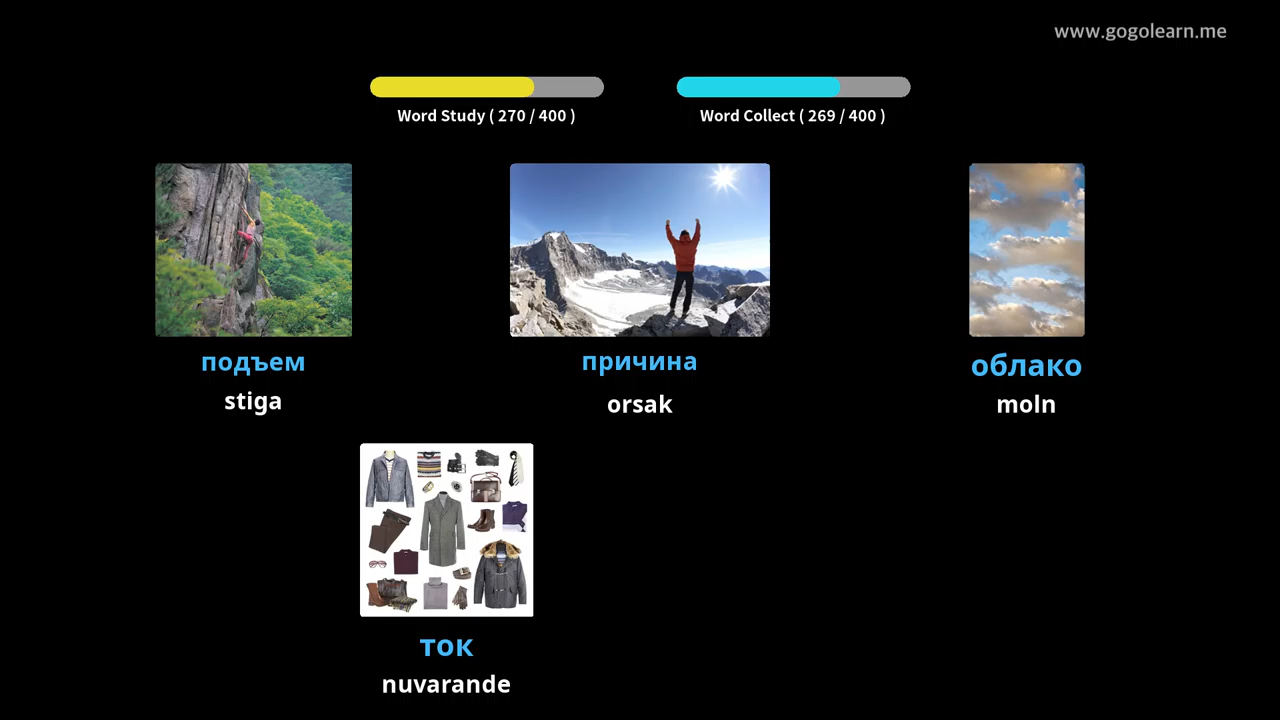 www.gogolearn.me
Word Study ( 270 / 400 )
Word Collect ( 269 / 400 )
подъем
stiga
причина
orsak
облако
moln
ток
nuvarande